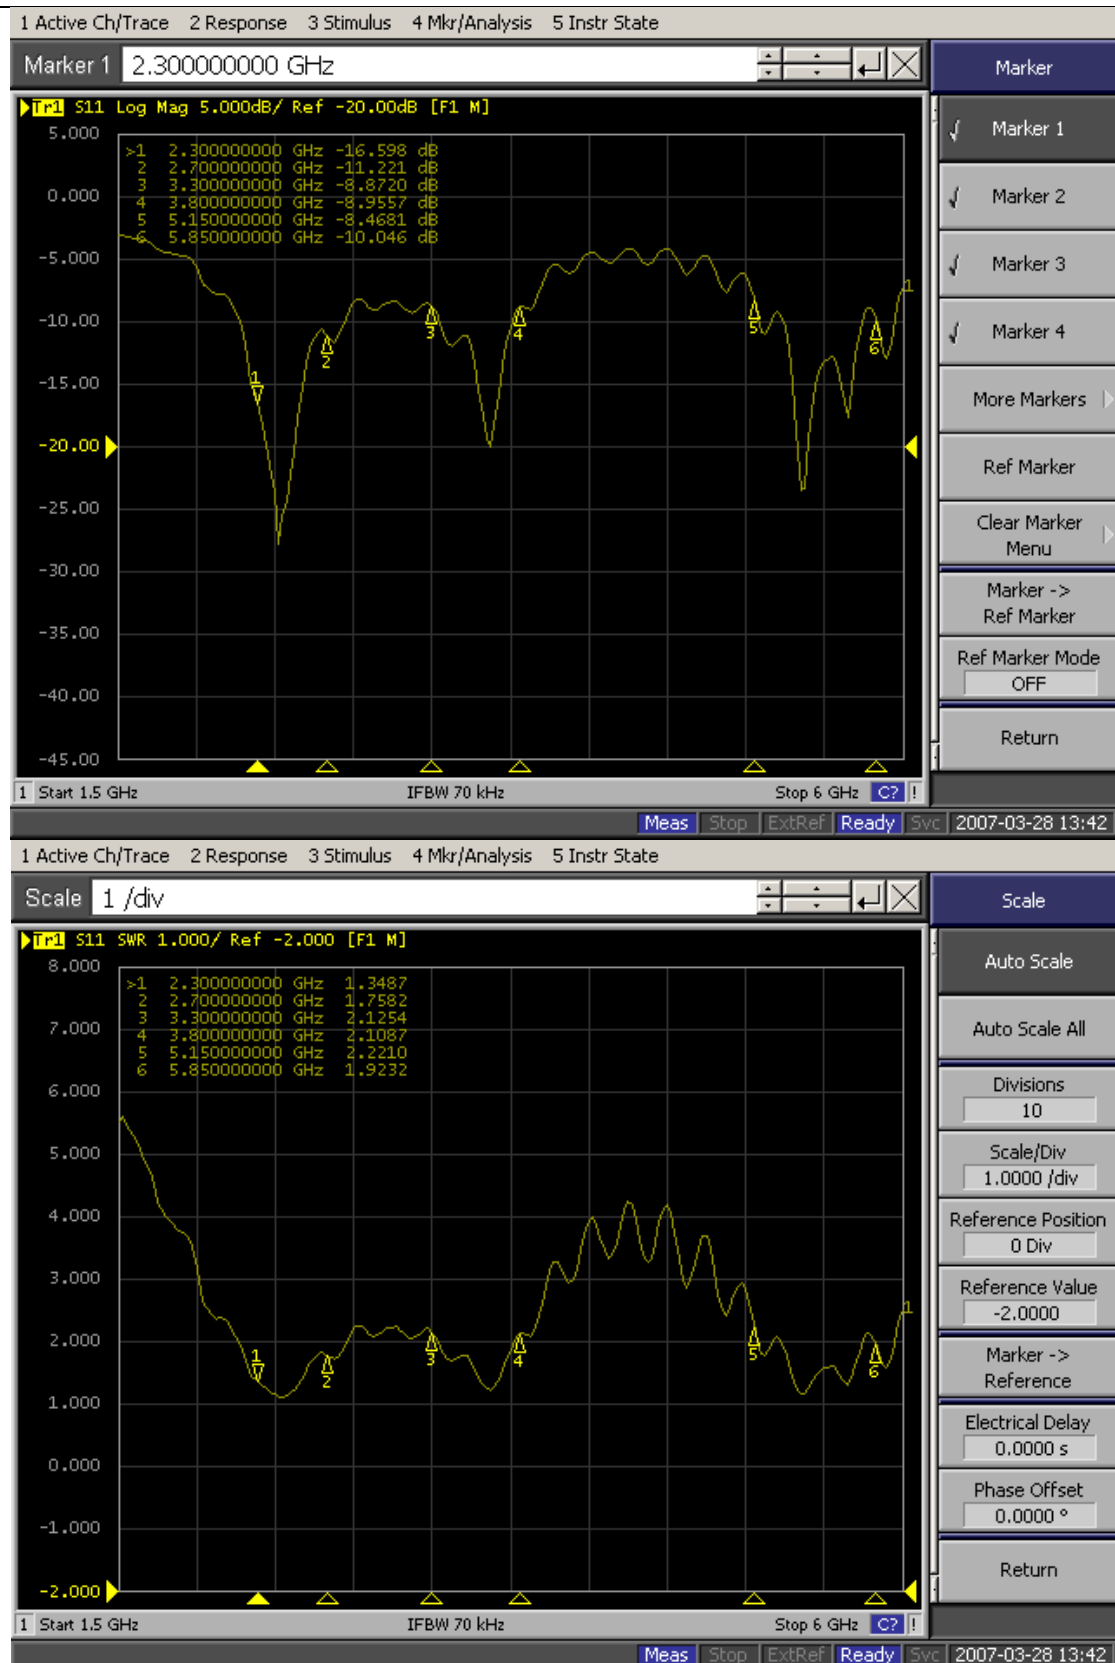 1 Active Ch/Trace 2 Response 3 Stimulus 4 Mkr/Analysis 5 Instr State
Marker 1 2.300000000 GHz
Marker
Tr1 S11 Log Mag 5.000dB/ Ref -20.00dB [F1 M]
5.000
0.000
-5.000
-10.00
-15.00
-20.00
-25.00
-30.00
-35.00
-40.00
-45.00
>1 2.300000000 GHz -16.598 dB
2 2.700000000 GHz -11.221 dB
3 3.300000000 GHz -8.8720 dB
4 3.800000000 GHz -8.9557 dB
5 5.150000000 GHz -8.4681 dB
6 5.850000000 GHz -10.046 dB
1
2
3
4
5
6
1
Marker 1
Marker 2
Marker 3
Marker 4
More Markers
Ref Marker
Clear Marker
Menu
Marker ->
Ref Marker
Ref Marker Mode
OFF
Return
1 Start 1.5 GHz IFBW 70 kHz Stop 6 GHz C? !
Meas Stop ExtRef Ready Svc 2007-03-28 13:42
1 Active Ch/Trace 2 Response 3 Stimulus 4 Mkr/Analysis 5 Instr State
Scale 1 /div
Scale
Tr1 S11 SWR 1.000/ Ref -2.000 [F1 M]
8.000
7.000
6.000
5.000
4.000
3.000
2.000
1.000
0.000
-1.000
-2.000
>1 2.300000000 GHz 1.3487
2 2.700000000 GHz 1.7582
3 3.300000000 GHz 2.1254
4 3.800000000 GHz 2.1087
5 5.150000000 GHz 2.2210
6 5.850000000 GHz 1.9232
1
2
3
4
5
6
1
Auto Scale
Auto Scale All
Divisions
10
Scale/Div
1.0000 /div
Reference Position
0 Div
Reference Value
-2.0000
Marker ->
Reference
Electrical Delay
0.0000 s
Phase Offset
0.0000 °
Return
1 Start 1.5 GHz IFBW 70 kHz Stop 6 GHz C? !
Meas Stop ExtRef Ready Svc 2007-03-28 13:42